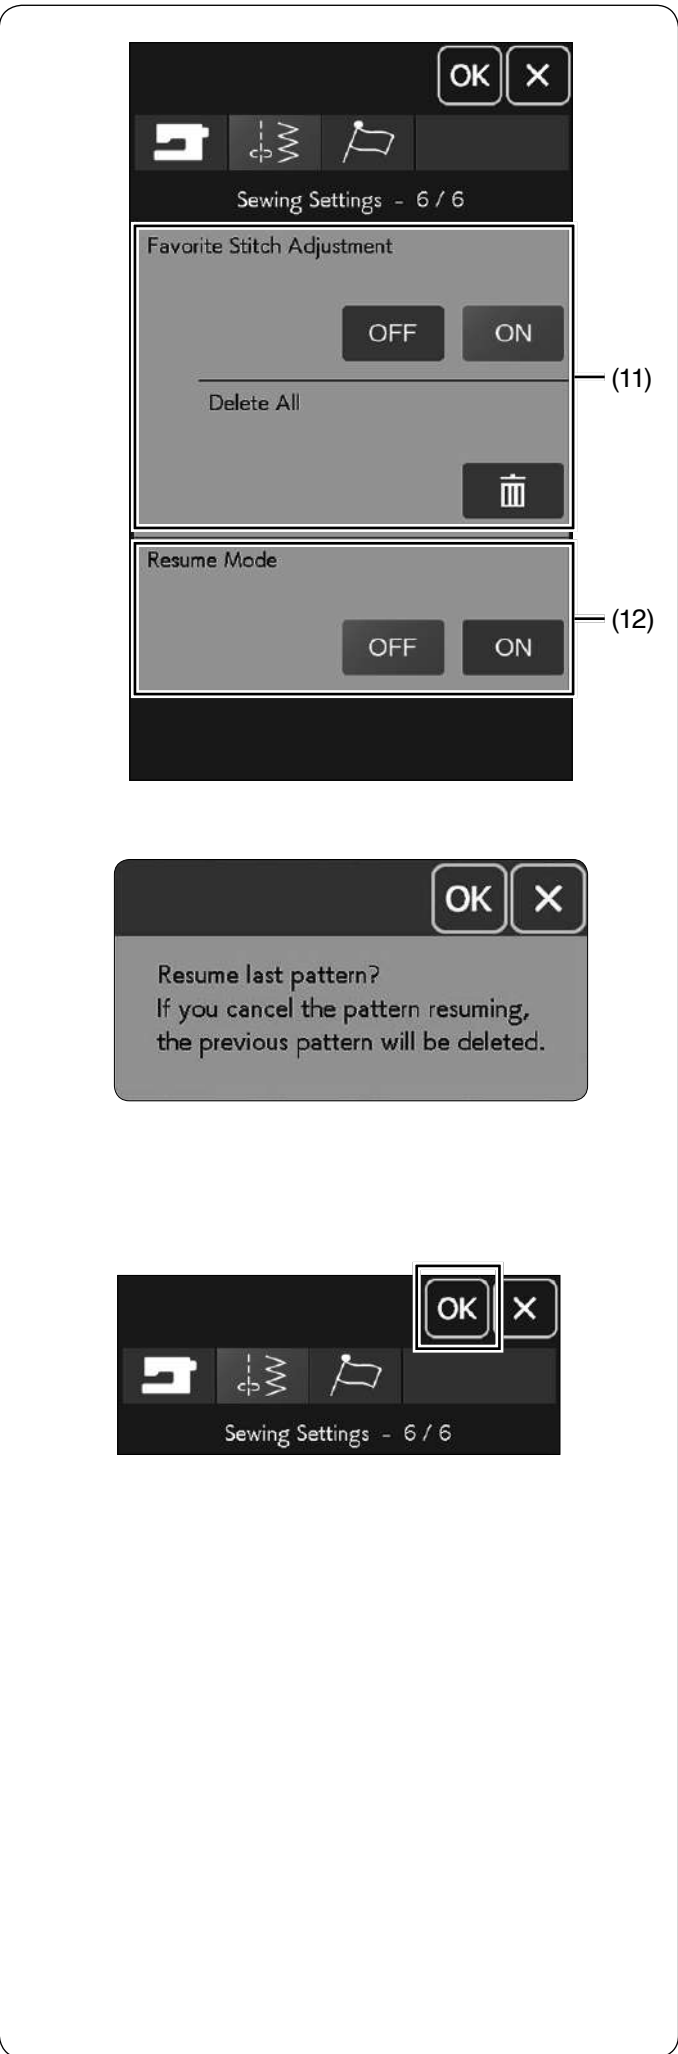 OK X
Sewing Settings - 6 / 6
Favorite Stitch Adjustment
OFF ON
(11)
Delete All
Resume Mode
(12)
OFF ON
OK X
Resume last pattern?
If you cancel the pattern resuming,
the previous pattern will be deleted.
OK X
Sewing Settings - 6 / 6